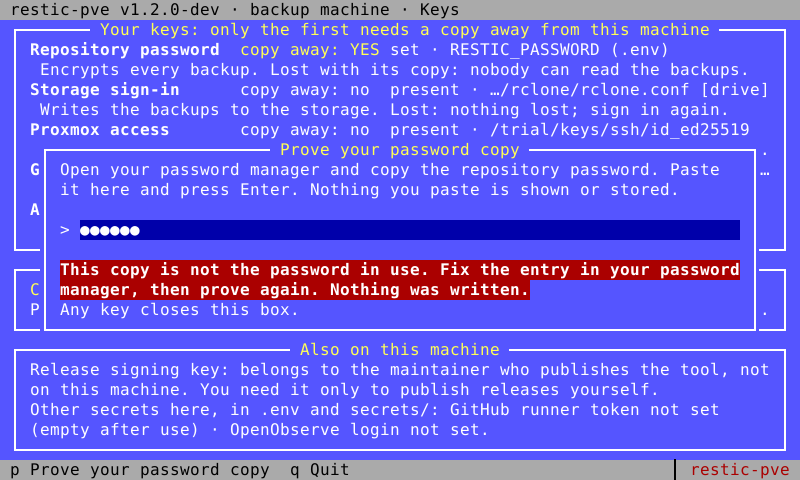 restic-pve v1.2.0-dev · backup machine · Keys
Your keys: only the first needs a copy away from this machine
Repository password  copy away: YES set · RESTIC_PASSWORD (.env)
Encrypts every backup. Lost with its copy: nobody can read the backups.
Storage sign-in      copy away: no  present · …/rclone/rclone.conf [drive]
Writes the backups to the storage. Lost: nothing lost; sign in again.
Proxmox access       copy away: no  present · /trial/keys/ssh/id_ed25519
Prove your password copy
.
G
Open your password manager and copy the repository password. Paste
…
it here and press Enter. Nothing you paste is shown or stored.
A
> ●●●●●●
This copy is not the password in use. Fix the entry in your password
C
manager, then prove again. Nothing was written.
P
Any key closes this box.
.
Also on this machine
Release signing key: belongs to the maintainer who publishes the tool, not
on this machine. You need it only to publish releases yourself.
Other secrets here, in .env and secrets/: GitHub runner token not set
(empty after use) · OpenObserve login not set.
p Prove your password copy  q Quit
restic-pve